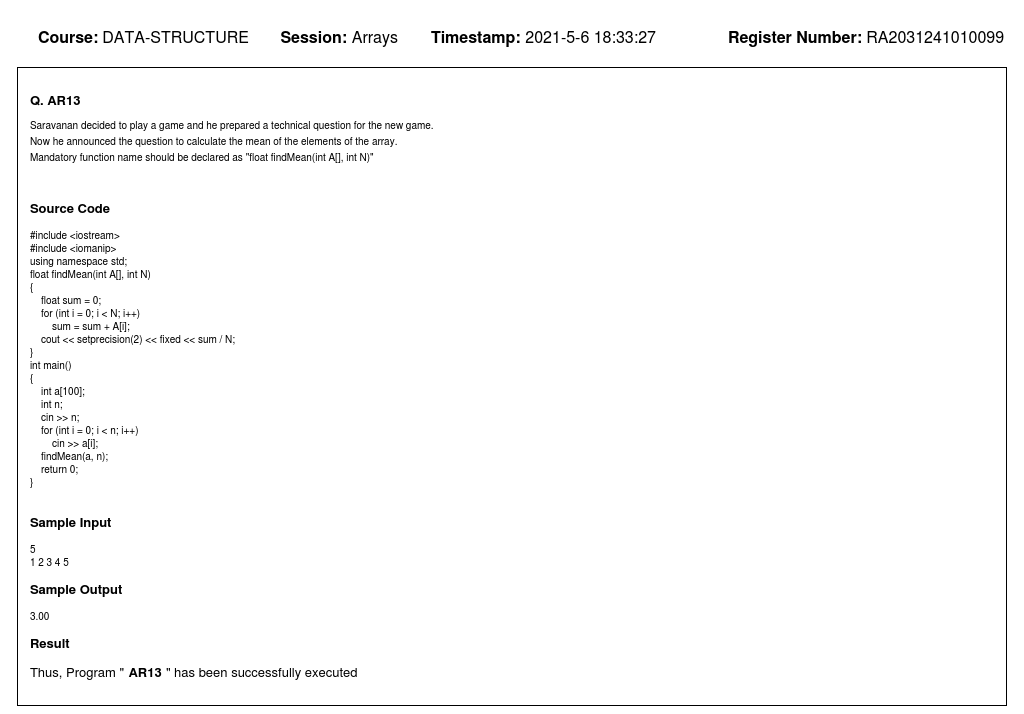 Course: DATA-STRUCTURE Session: Arrays Timestamp: 2021-5-6 18:33:27 Register Number: RA2031241010099
Q. AR13
Saravanan decided to play a game and he prepared a technical question for the new game.
Now he announced the question to calculate the mean of the elements of the array.
Mandatory function name should be declared as "float findMean(int A[], int N)"
Source Code
#include <iostream>
#include <iomanip>
using namespace std;
float findMean(int A[], int N)
{
    float sum = 0;
    for (int i = 0; i < N; i++)
        sum = sum + A[i];
    cout << setprecision(2) << fixed << sum / N;
}
int main()
{
    int a[100];
    int n;
    cin >> n;
    for (int i = 0; i < n; i++)
        cin >> a[i];
    findMean(a, n);
    return 0;
}
Sample Input
5
1 2 3 4 5
Sample Output
3.00
Result
Thus, Program " AR13 " has been successfully executed